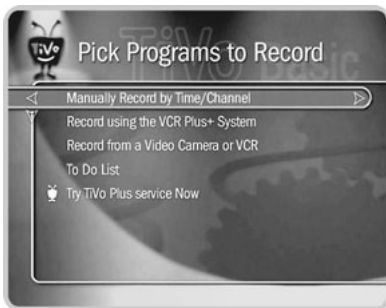 TiVo
Pick Programs to Record
TiVo Basic
Manually Record by Time/Channel
Record using the VCR Plus+ System
Record from a Video Camera or VCR
To Do List
Try TiVo Plus service Now